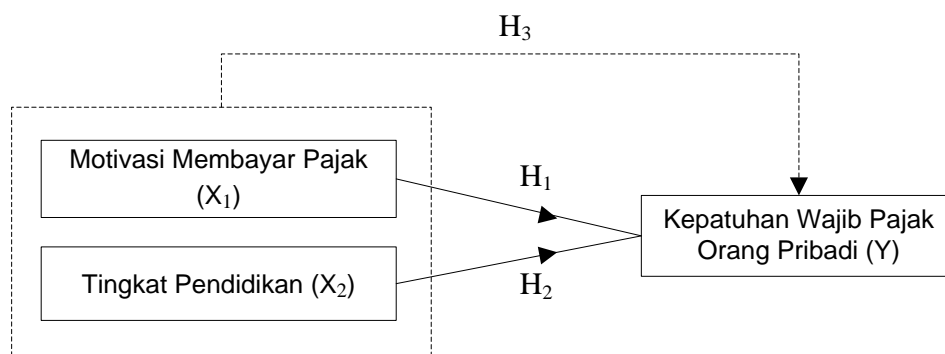 H₃
Motivasi Membayar Pajak
(X₁)
H₁
Kepatuhan Wajib Pajak
Orang Pribadi (Y)
Tingkat Pendidikan (X₂)
H₂